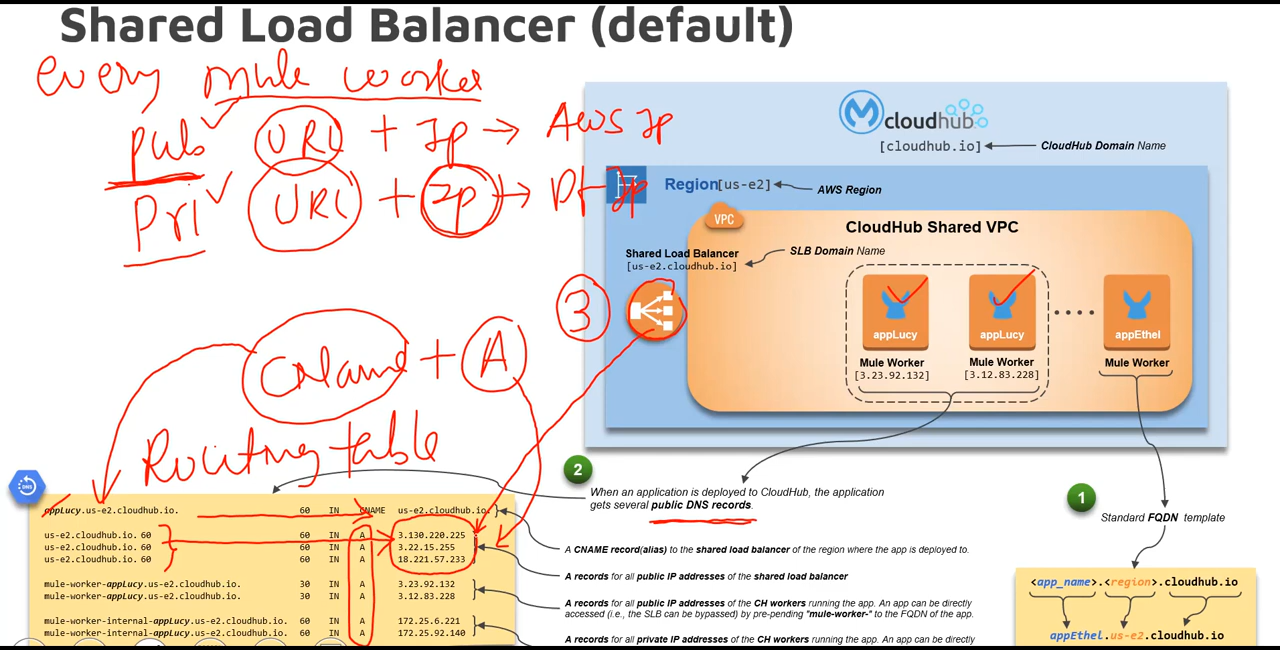 Shared Load Balancer (default)
every mule worker
pub URL + Ip → AWS Ip
Pri URL + Ip → Pt Ip
cloudhub
[cloudhub.io]
CloudHub Domain Name
Region[us-e2]
AWS Region
VPC
CloudHub Shared VPC
Shared Load Balancer
[us-e2.cloudhub.io]
SLB Domain Name
3
appLucy
appLucy
appEthel
Mule Worker
[3.23.92.132]
Mule Worker
[3.12.83.228]
Mule Worker
CName + A
Routing table
DNS
2
When an application is deployed to CloudHub, the application
gets several public DNS records.
1
Standard FQDN template
appLucy.us-e2.cloudhub.io. 60 IN CNAME us-e2.cloudhub.io.
us-e2.cloudhub.io. 60 IN A 3.130.220.225
us-e2.cloudhub.io. 60 IN A 3.22.15.255
us-e2.cloudhub.io. 60 IN A 18.221.57.233
mule-worker-appLucy.us-e2.cloudhub.io. 30 IN A 3.23.92.132
mule-worker-appLucy.us-e2.cloudhub.io. 30 IN A 3.12.83.228
mule-worker-internal-appLucy.us-e2.cloudhub.io. 60 IN A 172.25.6.221
mule-worker-internal-appLucy.us-e2.cloudhub.io. 60 IN A 172.25.92.140
A CNAME record(alias) to the shared load balancer of the region where the app is deployed to.
A records for all public IP addresses of the shared load balancer
A records for all public IP addresses of the CH workers running the app. An app can be directly
accessed (i.e., the SLB can be bypassed) by pre-pending "mule-worker-" to the FQDN of the app.
A records for all private IP addresses of the CH workers running the app. An app can be directly
<app_name>.<region>.cloudhub.io
appEthel.us-e2.cloudhub.io